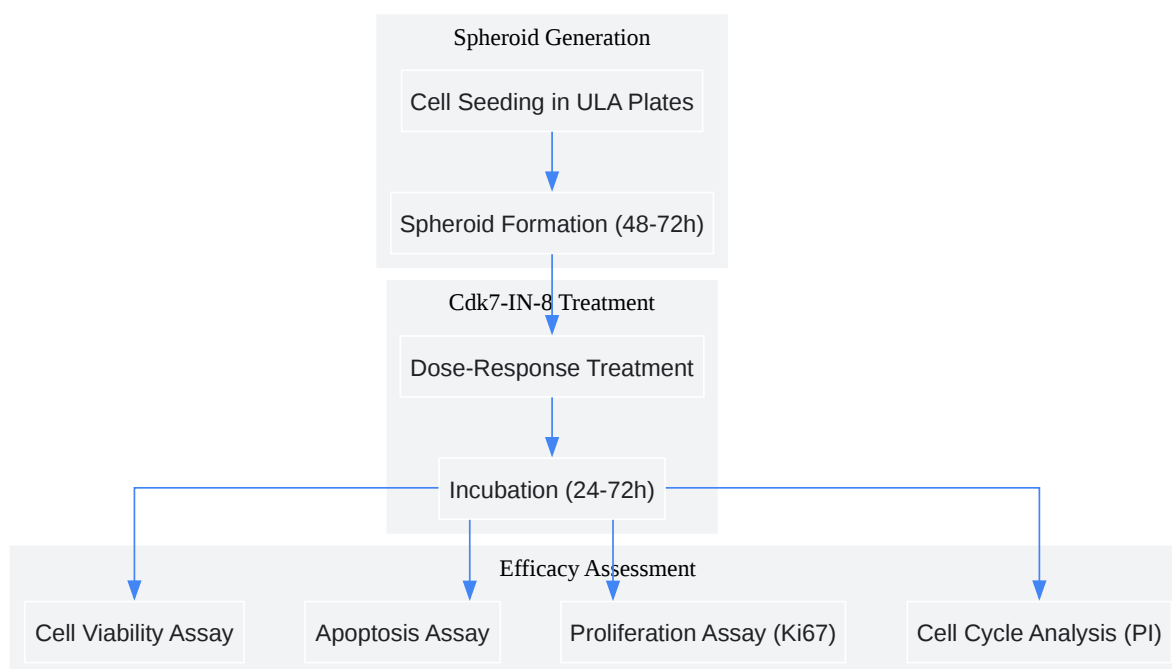 Spheroid Generation
Cell Seeding in ULA Plates
Spheroid Formation (48-72h)
Cdk7-IN-8 Treatment
Dose-Response Treatment
Incubation (24-72h)
Efficacy Assessment
Cell Viability Assay
Apoptosis Assay
Proliferation Assay (Ki67)
Cell Cycle Analysis (PI)